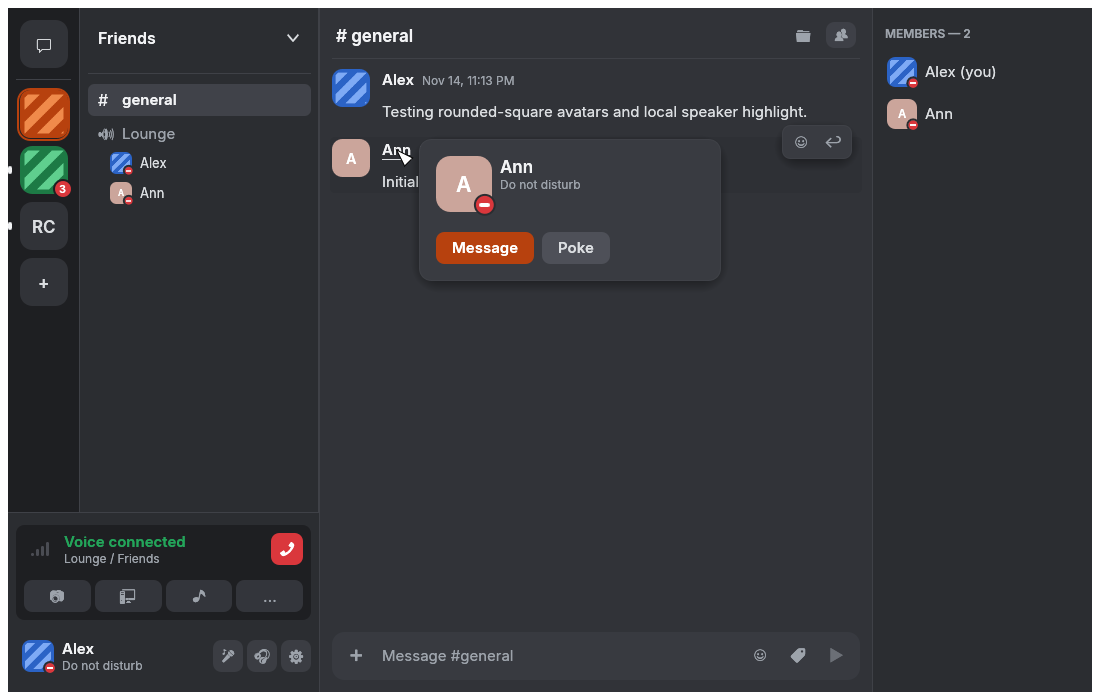 3
RC
+
Friends
# general
Lounge
Alex
A Ann
Voice connected
Lounge / Friends
...
Alex
Do not disturb
# general
Alex Nov 14, 11:13 PM
Testing rounded-square avatars and local speaker highlight.
A Ann
Initial
A Ann
Do not disturb
Message Poke
+ Message #general
MEMBERS — 2
Alex (you)
A Ann